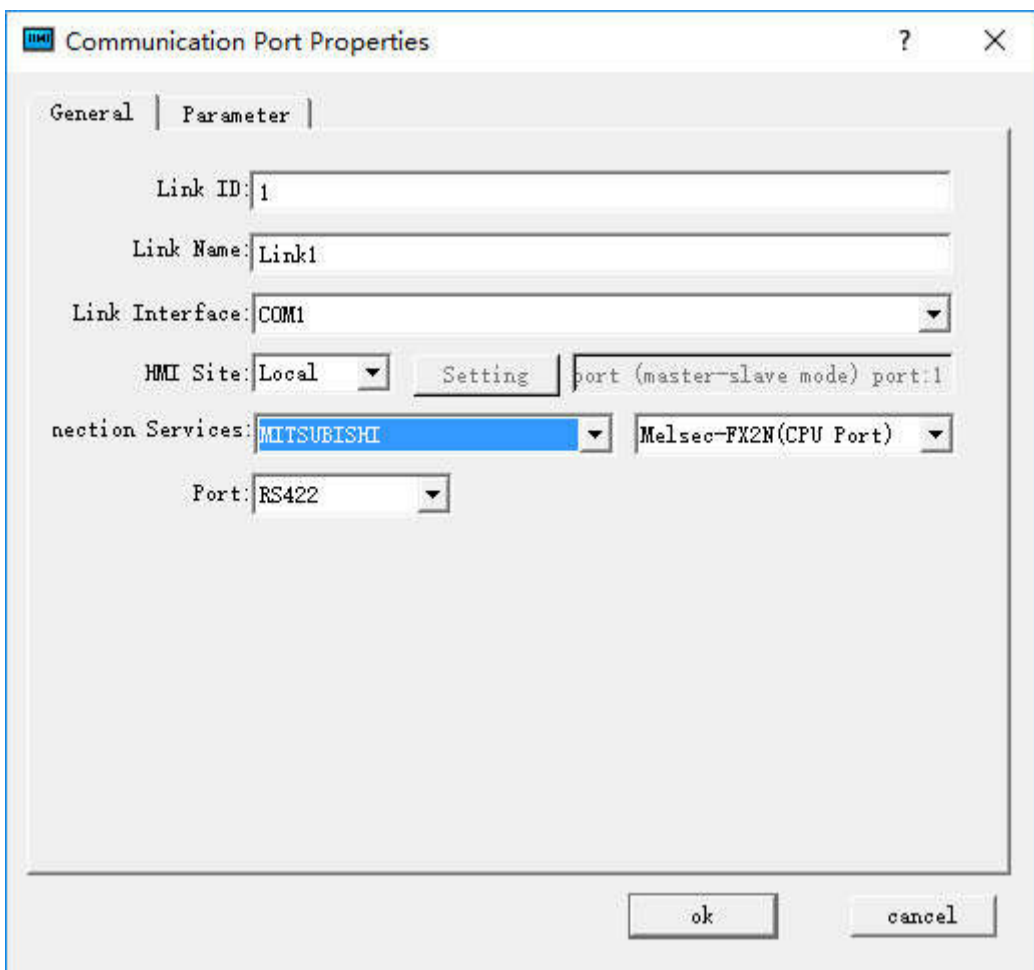 HMI Communication Port Properties ? ×
General Parameter
Link ID: 1
Link Name: Link1
Link Interface: COM1
HMI Site: Local Setting port (master-slave mode) port:1
nection Services: MITSUBISHI Melsec-FX2N(CPU Port)
Port: RS422
ok cancel